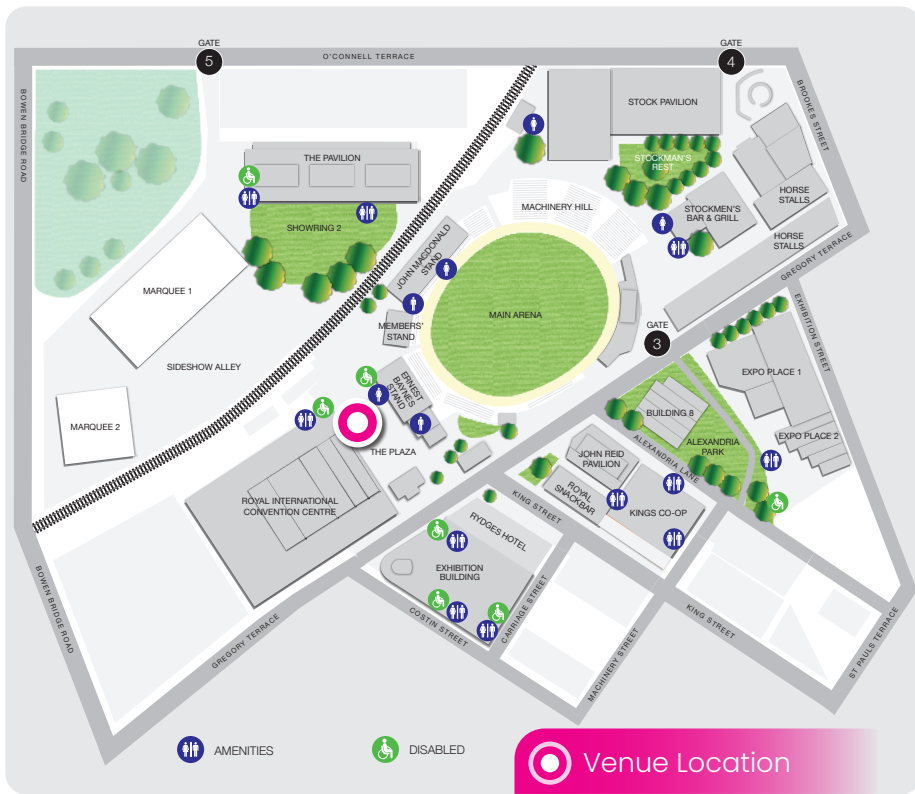 GATE
5
O'CONNELL TERRACE
GATE
4
BOWEN BRIDGE ROAD
BROOKES STREET
STOCK PAVILION
THE PAVILION
STOCKMAN'S
REST
HORSE
STALLS
MACHINERY HILL
STOCKMEN'S
BAR & GRILL
SHOWRING 2
JOHN MACDONALD
STAND
HORSE
STALLS
GREGORY TERRACE
MARQUEE 1
MAIN ARENA
MEMBERS'
STAND
GATE
3
EXHIBITION STREET
SIDESHOW ALLEY
EXPO PLACE 1
ERNEST
BAYNES
STAND
BUILDING 8
MARQUEE 2
ALEXANDRIA
PARK
EXPO PLACE 2
ALEXANDRIA LANE
THE PLAZA
JOHN REID
PAVILION
ROYAL
SNACKBAR
KINGS CO-OP
ROYAL INTERNATIONAL
CONVENTION CENTRE
KING STREET
RYDGES HOTEL
EXHIBITION
BUILDING
BOWEN BRIDGE ROAD
GREGORY TERRACE
COSTIN STREET
CARRIAGE STREET
MACHINERY STREET
KING STREET
ST PAULS TERRACE
AMENITIES
DISABLED
Venue Location